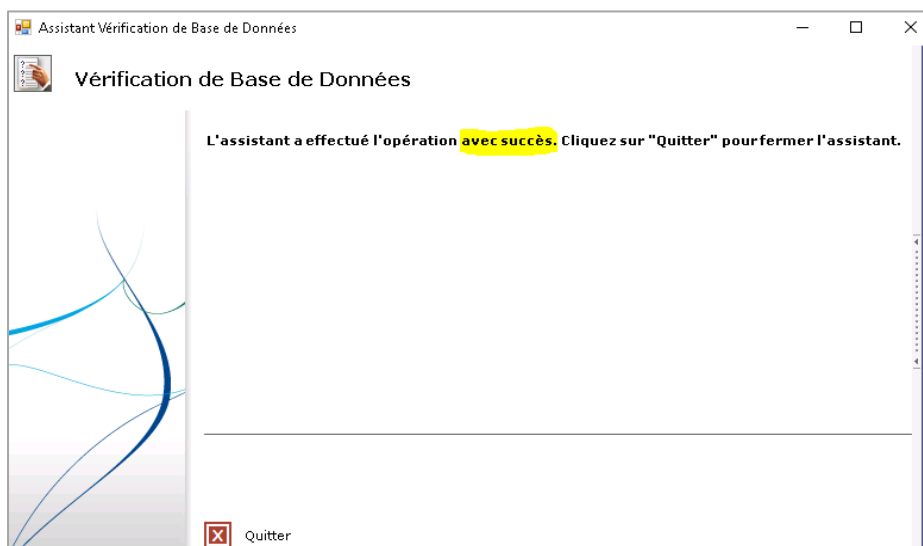 Assistant Vérification de Base de Données
Vérification de Base de Données
L'assistant a effectué l'opération avec succès. Cliquez sur "Quitter" pour fermer l'assistant.
Quitter